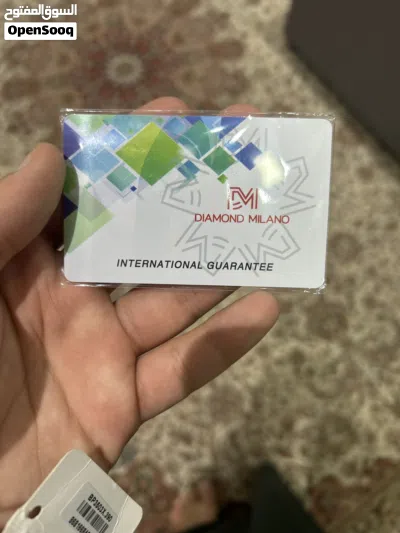 السوق المفتوح
OpenSooq
DM
DIAMOND MILANO
INTERNATIONAL GUARANTEE